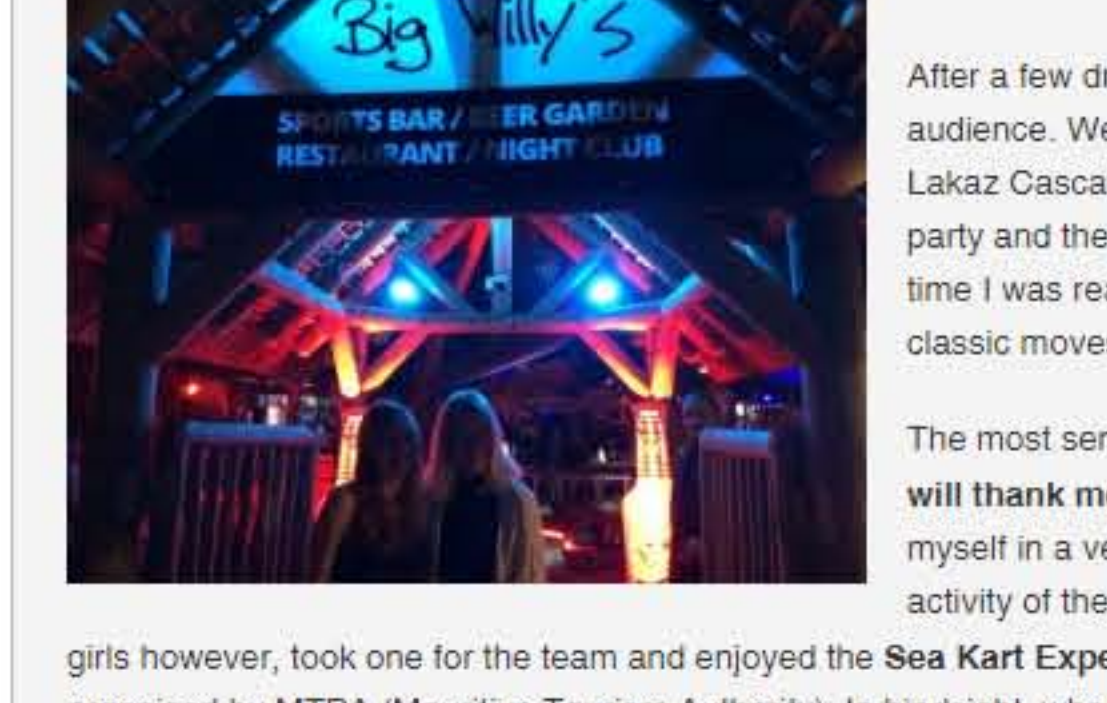 Big Willy's
SPORTS BAR / BEER GARDEN
RESTAURANT / NIGHT CLUB
After a few
audience. We
Lakaz
party and the
time I was
classic
The most
will thank
myself in a
activity of the
girls however, took one for the team and enjoyed the Sea Kart